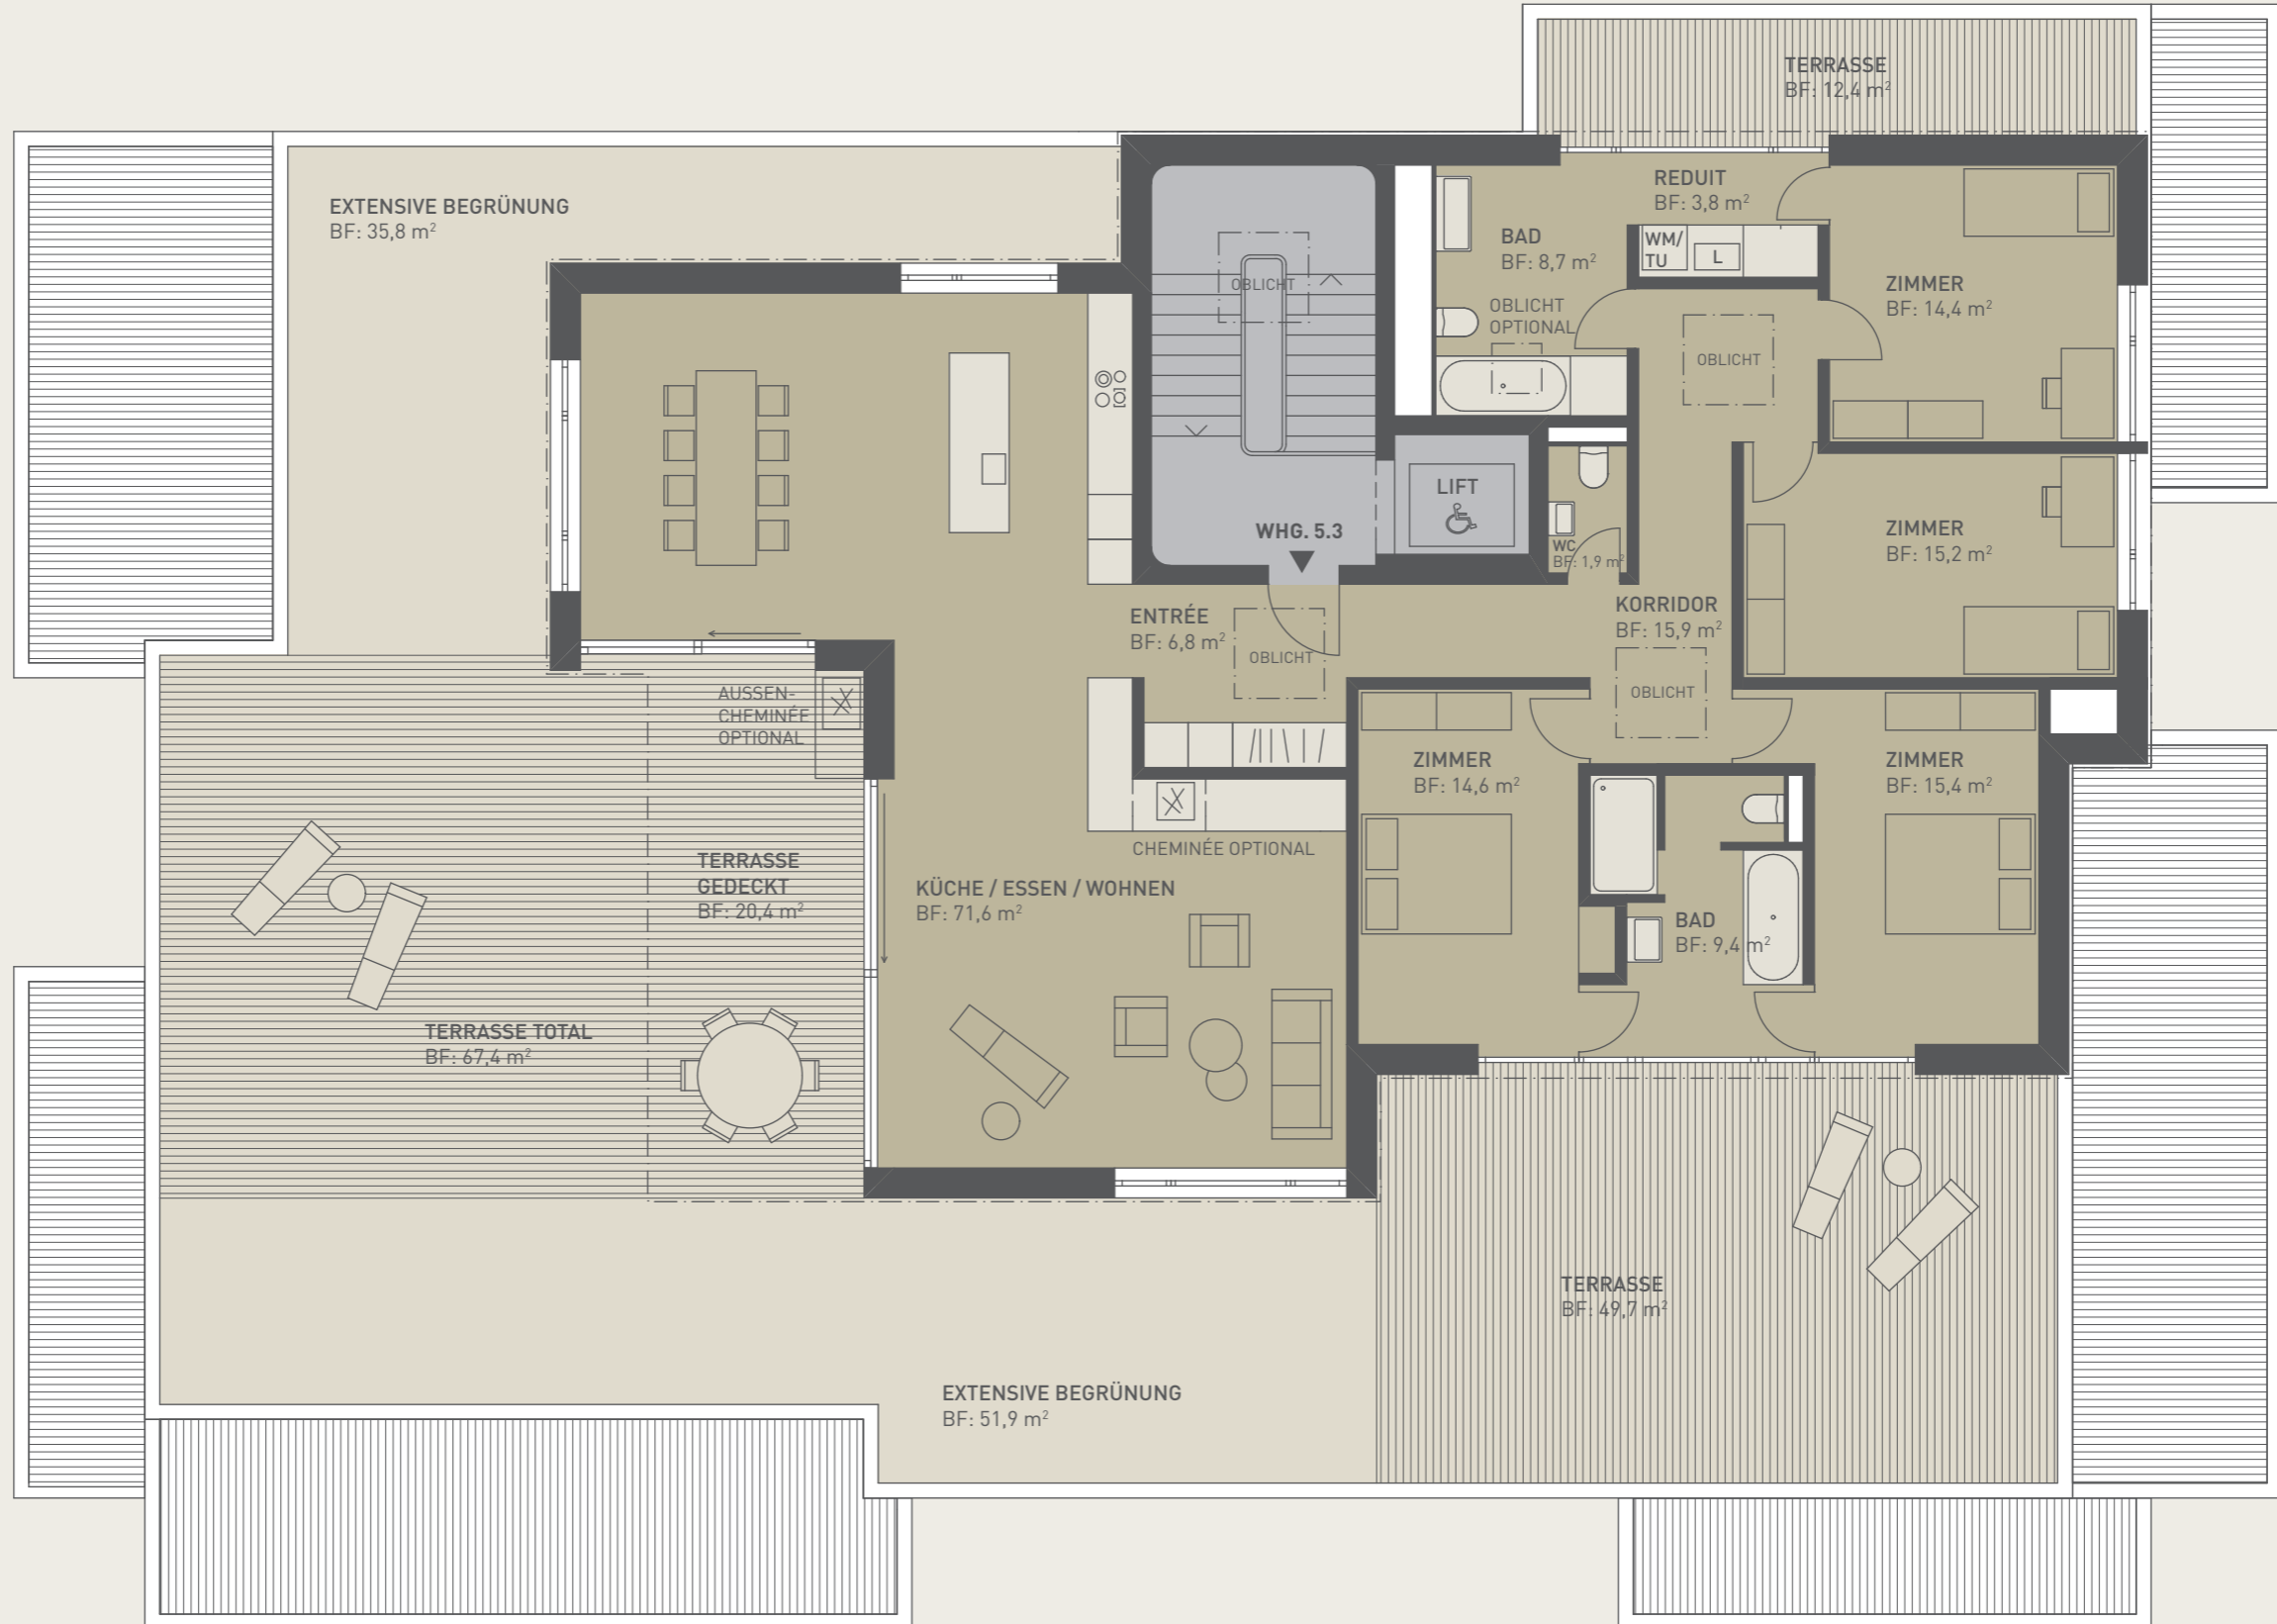 TERRASSE
BF: 12,4 m²
EXTENSIVE BEGRÜNUNG
BF: 35,8 m²
REDUIT
BF: 3,8 m²
BAD
BF: 8,7 m²
WM/
TU
L
OBLICHT
OBLICHT
OPTIONAL
ZIMMER
BF: 14,4 m²
OBLICHT
LIFT
WHG. 5.3
WC
BF: 1,9 m²
ZIMMER
BF: 15,2 m²
ENTRÉE
BF: 6,8 m²
OBLICHT
KORRIDOR
BF: 15,9 m²
OBLICHT
AUSSEN-
CHEMINÉE
OPTIONAL
ZIMMER
BF: 14,6 m²
ZIMMER
BF: 15,4 m²
CHEMINÉE OPTIONAL
TERRASSE
GEDECKT
BF: 20,4 m²
KÜCHE / ESSEN / WOHNEN
BF: 71,6 m²
BAD
BF: 9,4 m²
TERRASSE TOTAL
BF: 67,4 m²
TERRASSE
BF: 49,7 m²
EXTENSIVE BEGRÜNUNG
BF: 51,9 m²